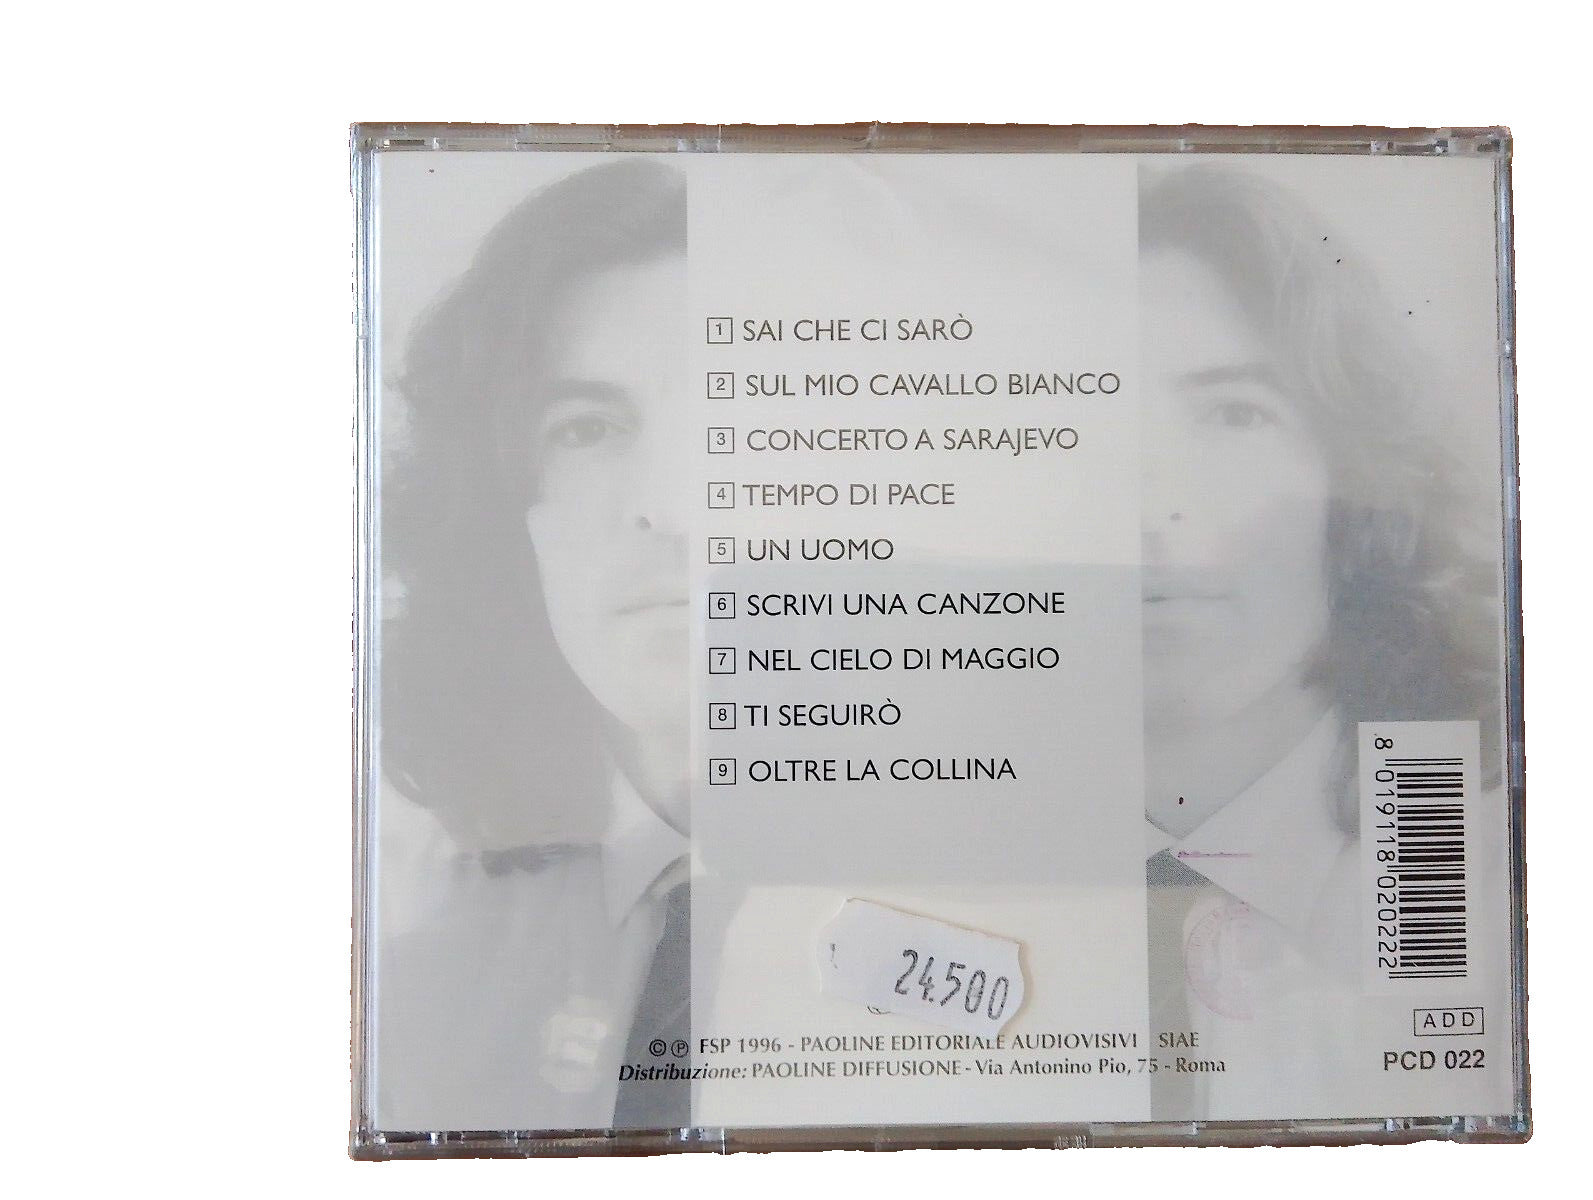 1 SAI CHE CI SARÒ
2 SUL MIO CAVALLO BIANCO
3 CONCERTO A SARAJEVO
4 TEMPO DI PACE
5 UN UOMO
6 SCRIVI UNA CANZONE
7 NEL CIELO DI MAGGIO
8 TI SEGUIRÒ
9 OLTRE LA COLLINA
8 019118 020222
24.500
ADD
PCD 022
© ℗ FSP 1996 - PAOLINE EDITORIALE AUDIOVISIVI SIAE
Distribuzione: PAOLINE DIFFUSIONE - Via Antonino Pio, 75 - Roma